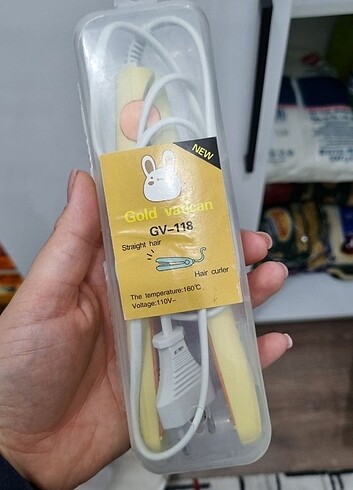 NEW
Gold vatican
GV-118
Straight hair
Hair curler
The temperature:160℃
Voltage:110V~